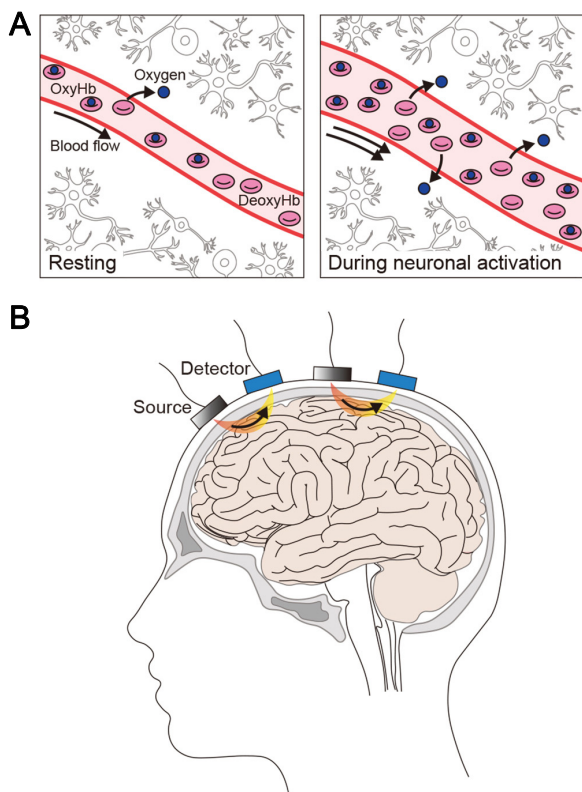 A
OxyHb
Oxygen
Blood flow
DeoxyHb
Resting
During neuronal activation
B
Detector
Source